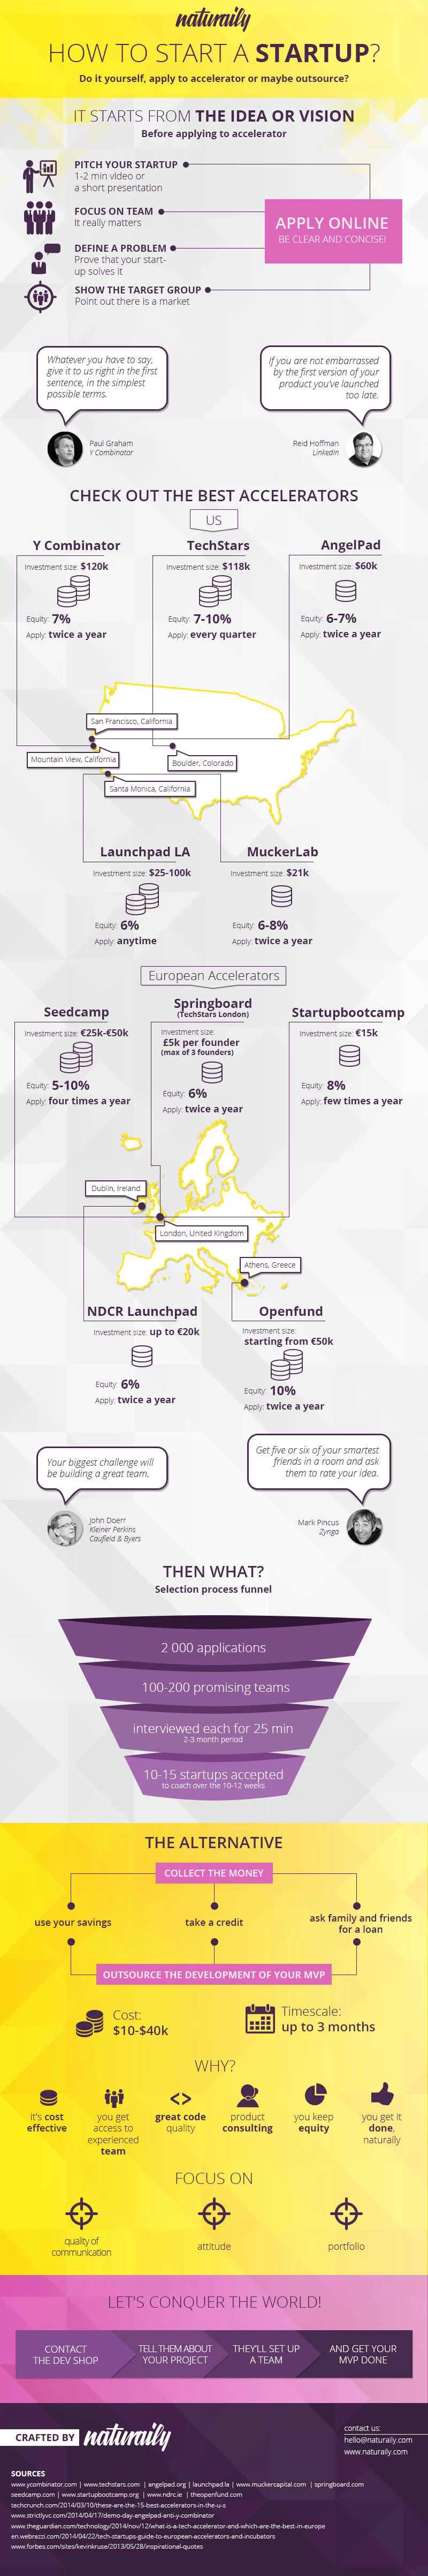 naturaily
HOW TO START A STARTUP?
Do it yourself, apply to accelerator or maybe outsource?
IT STARTS FROM THE IDEA OR VISION
Before applying to accelerator
PITCH YOUR STARTUP
1-2 min video or
a short presentation
FOCUS ON TEAM
It really matters
DEFINE A PROBLEM
Prove that your start-
up solves it
SHOW THE TARGET GROUP
Point out there is a market
APPLY ONLINE
BE CLEAR AND CONCISE!
Whatever you have to say,
give it to us right in the first
sentence, in the simplest
possible terms.
Paul Graham
Y Combinator
If you are not embarrassed
by the first version of your
product you've launched
too late.
Reid Hoffman
LinkedIn
CHECK OUT THE BEST ACCELERATORS
US
Y Combinator
Investment size: $120k
Equity: 7%
Apply: twice a year
TechStars
Investment size: $118k
Equity: 7-10%
Apply: every quarter
AngelPad
Investment size: $60k
Equity: 6-7%
Apply: twice a year
San Francisco, California
Mountain View, California
Boulder, Colorado
Santa Monica, California
Launchpad LA
Investment size: $25-100k
Equity: 6%
Apply: anytime
MuckerLab
Investment size: $21k
Equity: 6-8%
Apply: twice a year
European Accelerators
Seedcamp
Investment size: €25k-€50k
Equity: 5-10%
Apply: four times a year
Springboard
(TechStars London)
Investment size:
£5k per founder
(max of 3 founders)
Equity: 6%
Apply: twice a year
Startupbootcamp
Investment size: €15k
Equity: 8%
Apply: few times a year
Dublin, Ireland
London, United Kingdom
Athens, Greece
NDCR Launchpad
Investment size: up to €20k
Equity: 6%
Apply: twice a year
Openfund
Investment size:
starting from €50k
Equity: 10%
Apply: twice a year
Your biggest challenge will
be building a great team.
John Doerr
Kleiner Perkins
Caufield & Byers
Get five or six of your smartest
friends in a room and ask
them to rate your idea.
Mark Pincus
Zynga
THEN WHAT?
Selection process funnel
2 000 applications
100-200 promising teams
interviewed each for 25 min
2-3 month period
10-15 startups accepted
to coach over the 10-12 weeks
THE ALTERNATIVE
COLLECT THE MONEY
use your savings
take a credit
ask family and friends
for a loan
OUTSOURCE THE DEVELOPMENT OF YOUR MVP
Cost:
$10-$40k
Timescale:
up to 3 months
WHY?
it's cost
effective
you get
access to
experienced
team
great code
quality
product
consulting
you keep
equity
you get it
done,
naturally
FOCUS ON
quality of
communication
attitude
portfolio
LET'S CONQUER THE WORLD!
CONTACT
THE DEV SHOP
TELL THEM ABOUT
YOUR PROJECT
THEY'LL SET UP
A TEAM
AND GET YOUR
MVP DONE
CRAFTED BY naturaily
contact us:
hello@naturaily.com
www.naturaily.com
SOURCES
www.ycombinator.com | www.techstars.com | angelpad.org | launchpad.la | www.muckercapital.com | springboard.com
seedcamp.com | www.startupbootcamp.org | www.ndrc.ie | theopenfund.com
techcrunch.com/2014/03/10/these-are-the-15-best-accelerators-in-the-u-s
www.strictlyvc.com/2014/04/17/demo-day-angelpad-anti-y-combinator
www.theguardian.com/technology/2014/nov/12/what-is-a-tech-accelerator-and-which-are-the-best-in-europe
en.webrazzi.com/2014/04/22/tech-startups-guide-to-european-accelerators-and-incubators
www.forbes.com/sites/kevinkruse/2013/05/28/inspirational-quotes